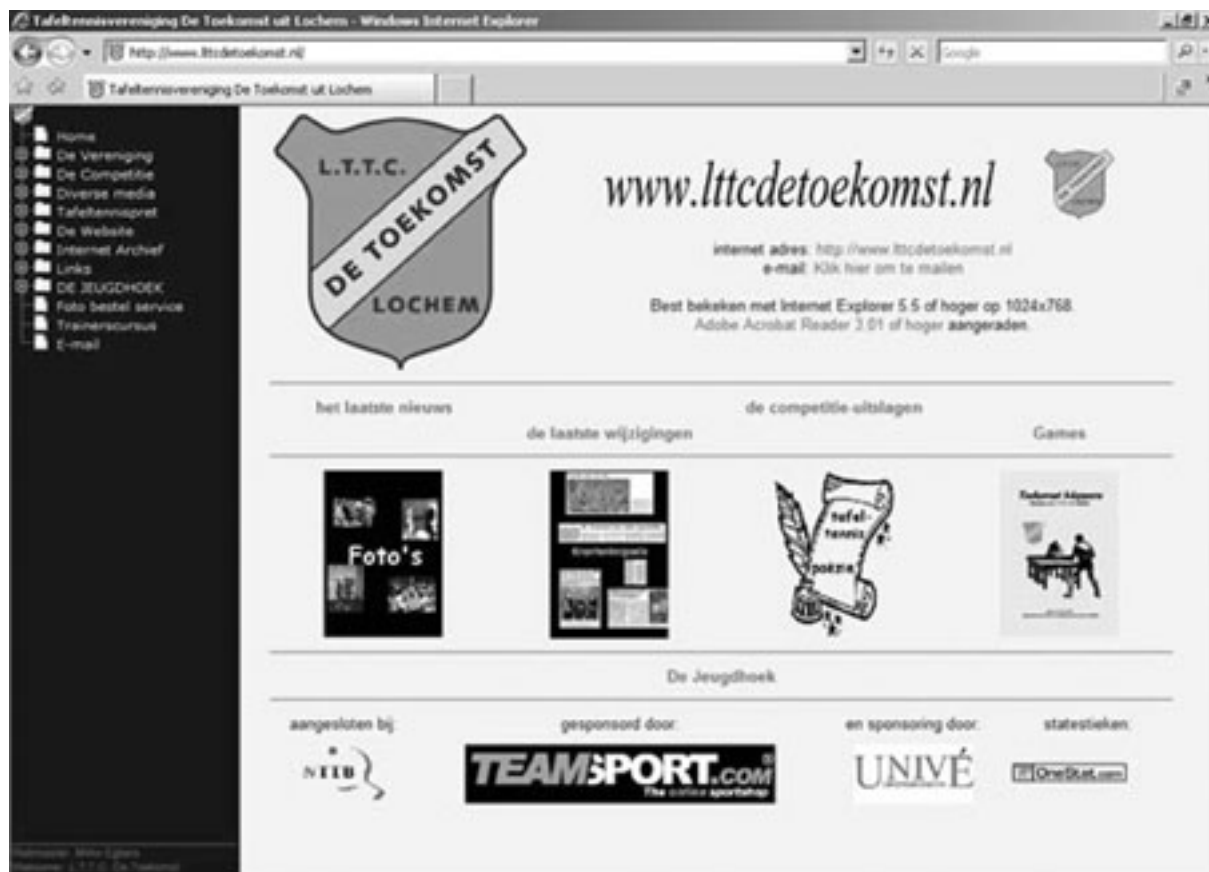 Tafeltennisvereniging De Toekomst uit Lochem - Windows Internet Explorer
http://www.lttcdetoekomst.nl/
Google
Tafeltennisvereniging De Toekomst uit Lochem
Home
De Vereniging
De Competitie
Diverse media
Tafeltennispret
De Website
Internet Archief
Links
DE JEUGDHOEK
Foto bestel service
Trainerscursus
E-mail
L.T.T.C.
DE TOEKOMST
LOCHEM
www.lttcdetoekomst.nl
internet adres: http://www.lttcdetoekomst.nl
e-mail: Klik hier om te mailen
Best bekeken met Internet Explorer 5.5 of hoger op 1024x768.
Adobe Acrobat Reader 3.01 of hoger aangeraden.
het laatste nieuws
de competitie-uitslagen
de laatste wijzigingen
Games
Foto's
tafel-
tennis
poëzie
De Jeugdhoek
aangesloten bij:
gesponsord door:
en sponsoring door:
statestieken:
NTTB
TEAMSPORT.COM
The online sportshop
UNIVÉ
OneStat.com